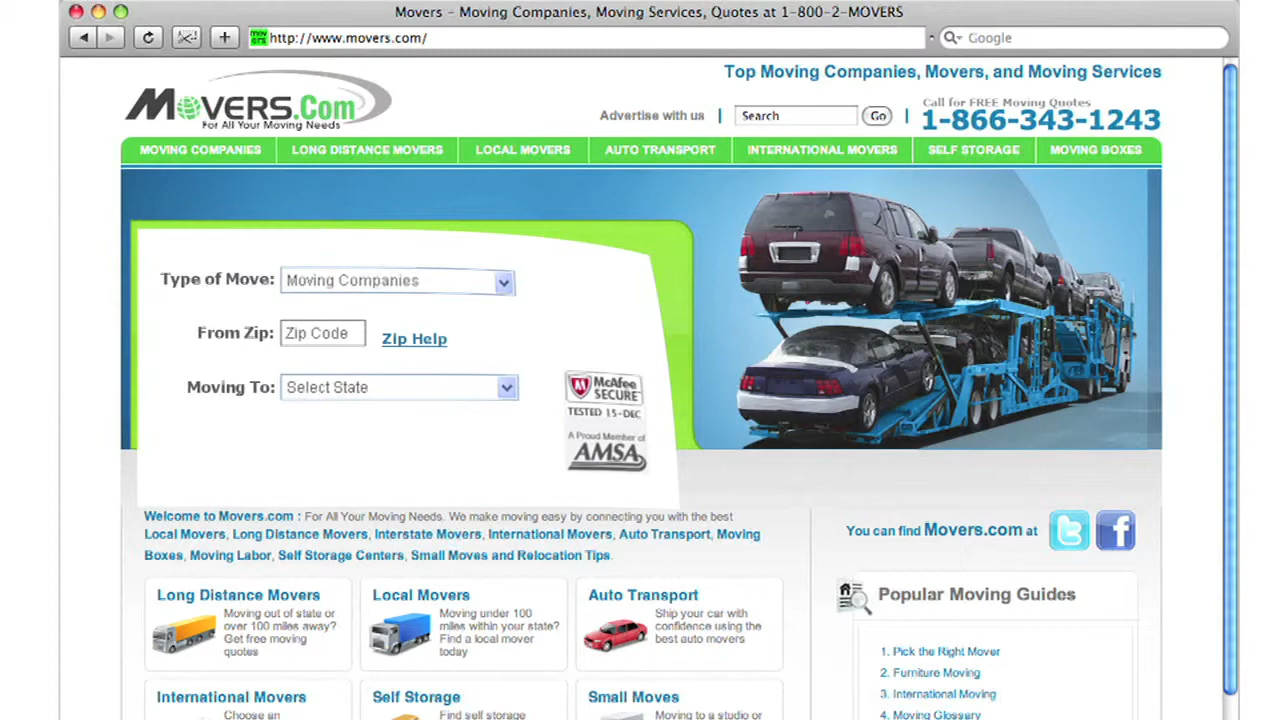 Movers - Moving Companies, Moving Services, Quotes at 1-800-2-MOVERS
http://www.movers.com/
Google
Top Moving Companies, Movers, and Moving Services
MOVERS.Com
For All Your Moving Needs
Advertise with us
Search
Go
Call for FREE Moving Quotes
1-866-343-1243
MOVING COMPANIES
LONG DISTANCE MOVERS
LOCAL MOVERS
AUTO TRANSPORT
INTERNATIONAL MOVERS
SELF STORAGE
MOVING BOXES
Type of Move: Moving Companies
From Zip: Zip Code Zip Help
Moving To: Select State
McAfee
SECURE
TESTED 15-DEC
A Proud Member of
AMSA
Welcome to Movers.com : For All Your Moving Needs. We make moving easy by connecting you with the best
Local Movers, Long Distance Movers, Interstate Movers, International Movers, Auto Transport, Moving
Boxes, Moving Labor, Self Storage Centers, Small Moves and Relocation Tips.
You can find Movers.com at
Long Distance Movers
Moving out of state or
over 100 miles away?
Get free moving
quotes
Local Movers
Moving under 100
miles within your state?
Find a local mover
today
Auto Transport
Ship your car with
confidence using the
best auto movers
Popular Moving Guides
1. Pick the Right Mover
2. Furniture Moving
3. International Moving
4. Moving Glossary
International Movers
Choose an
Self Storage
Find self storage
Small Moves
Moving to a studio or